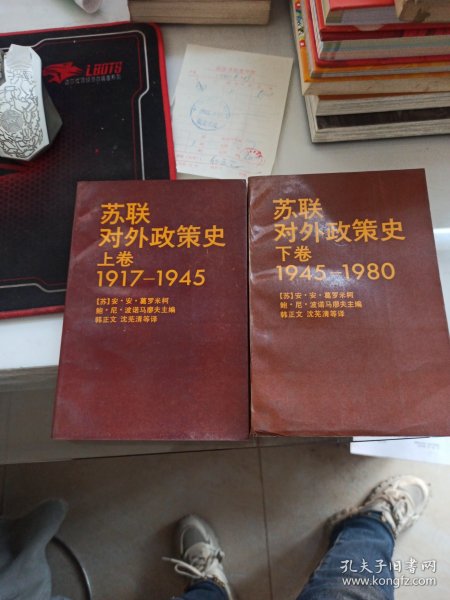 LBOTS
苏联
对外政策史
上卷
1917—1945
【苏】安·安·葛罗米柯
鲍·尼·波诺马廖夫主编
韩正文 沈芜清等译
苏联
对外政策史
下卷
1945—1980
【苏】安·安·葛罗米柯
鲍·尼·波诺马廖夫主编
韩正文 沈芜清等译
孔夫子旧书网
www.kongfz.com